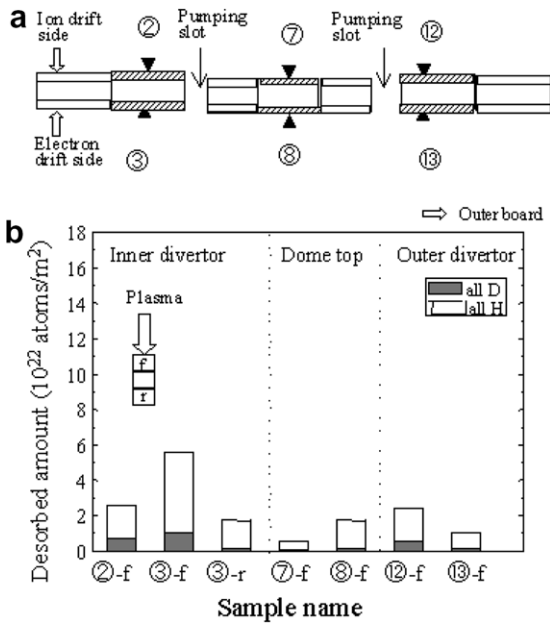 a
Ion drift side
② Pumping slot ⑦ Pumping slot ⑫
Electron drift side
③ ⑧ ⑬
Outer board
b
Desorbed amount (10²² atoms/m²)
18
16
14
12
10
8
6
4
2
0
Inner divertor Dome top Outer divertor
all D
all H
Plasma
f
r
②-f ③-f ③-r ⑦-f ⑧-f ⑫-f ⑬-f
Sample name